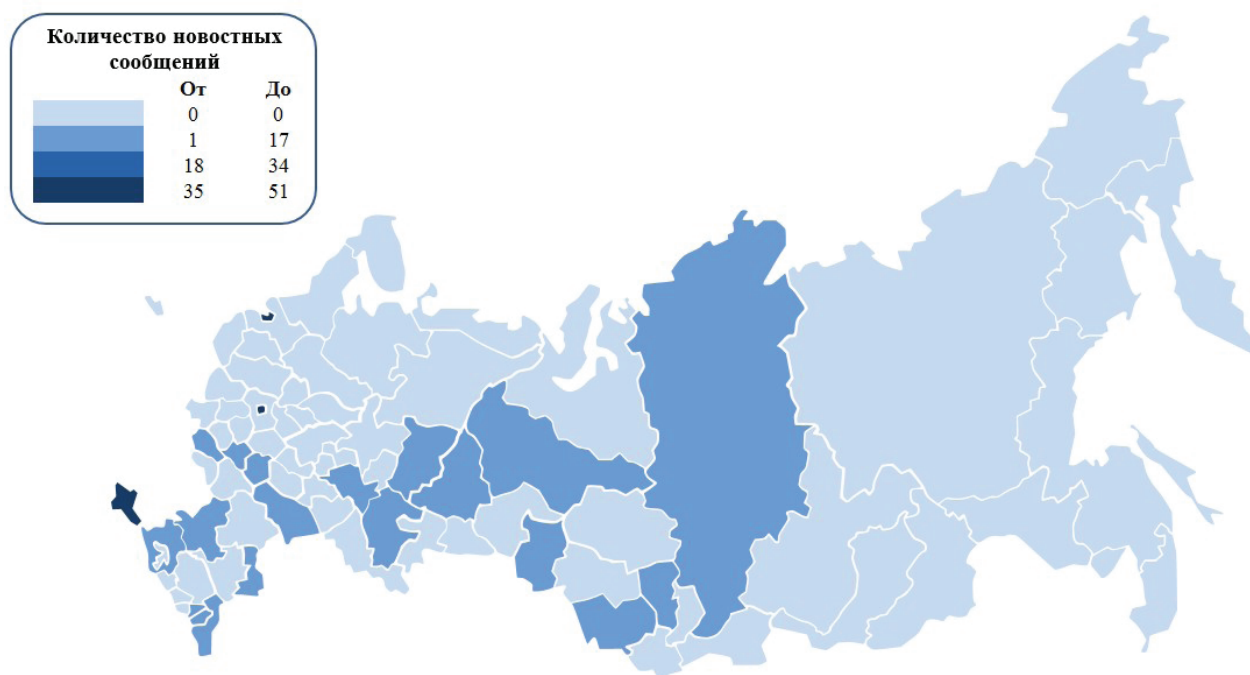 Количество новостных
сообщений
От До
0 0
1 17
18 34
35 51